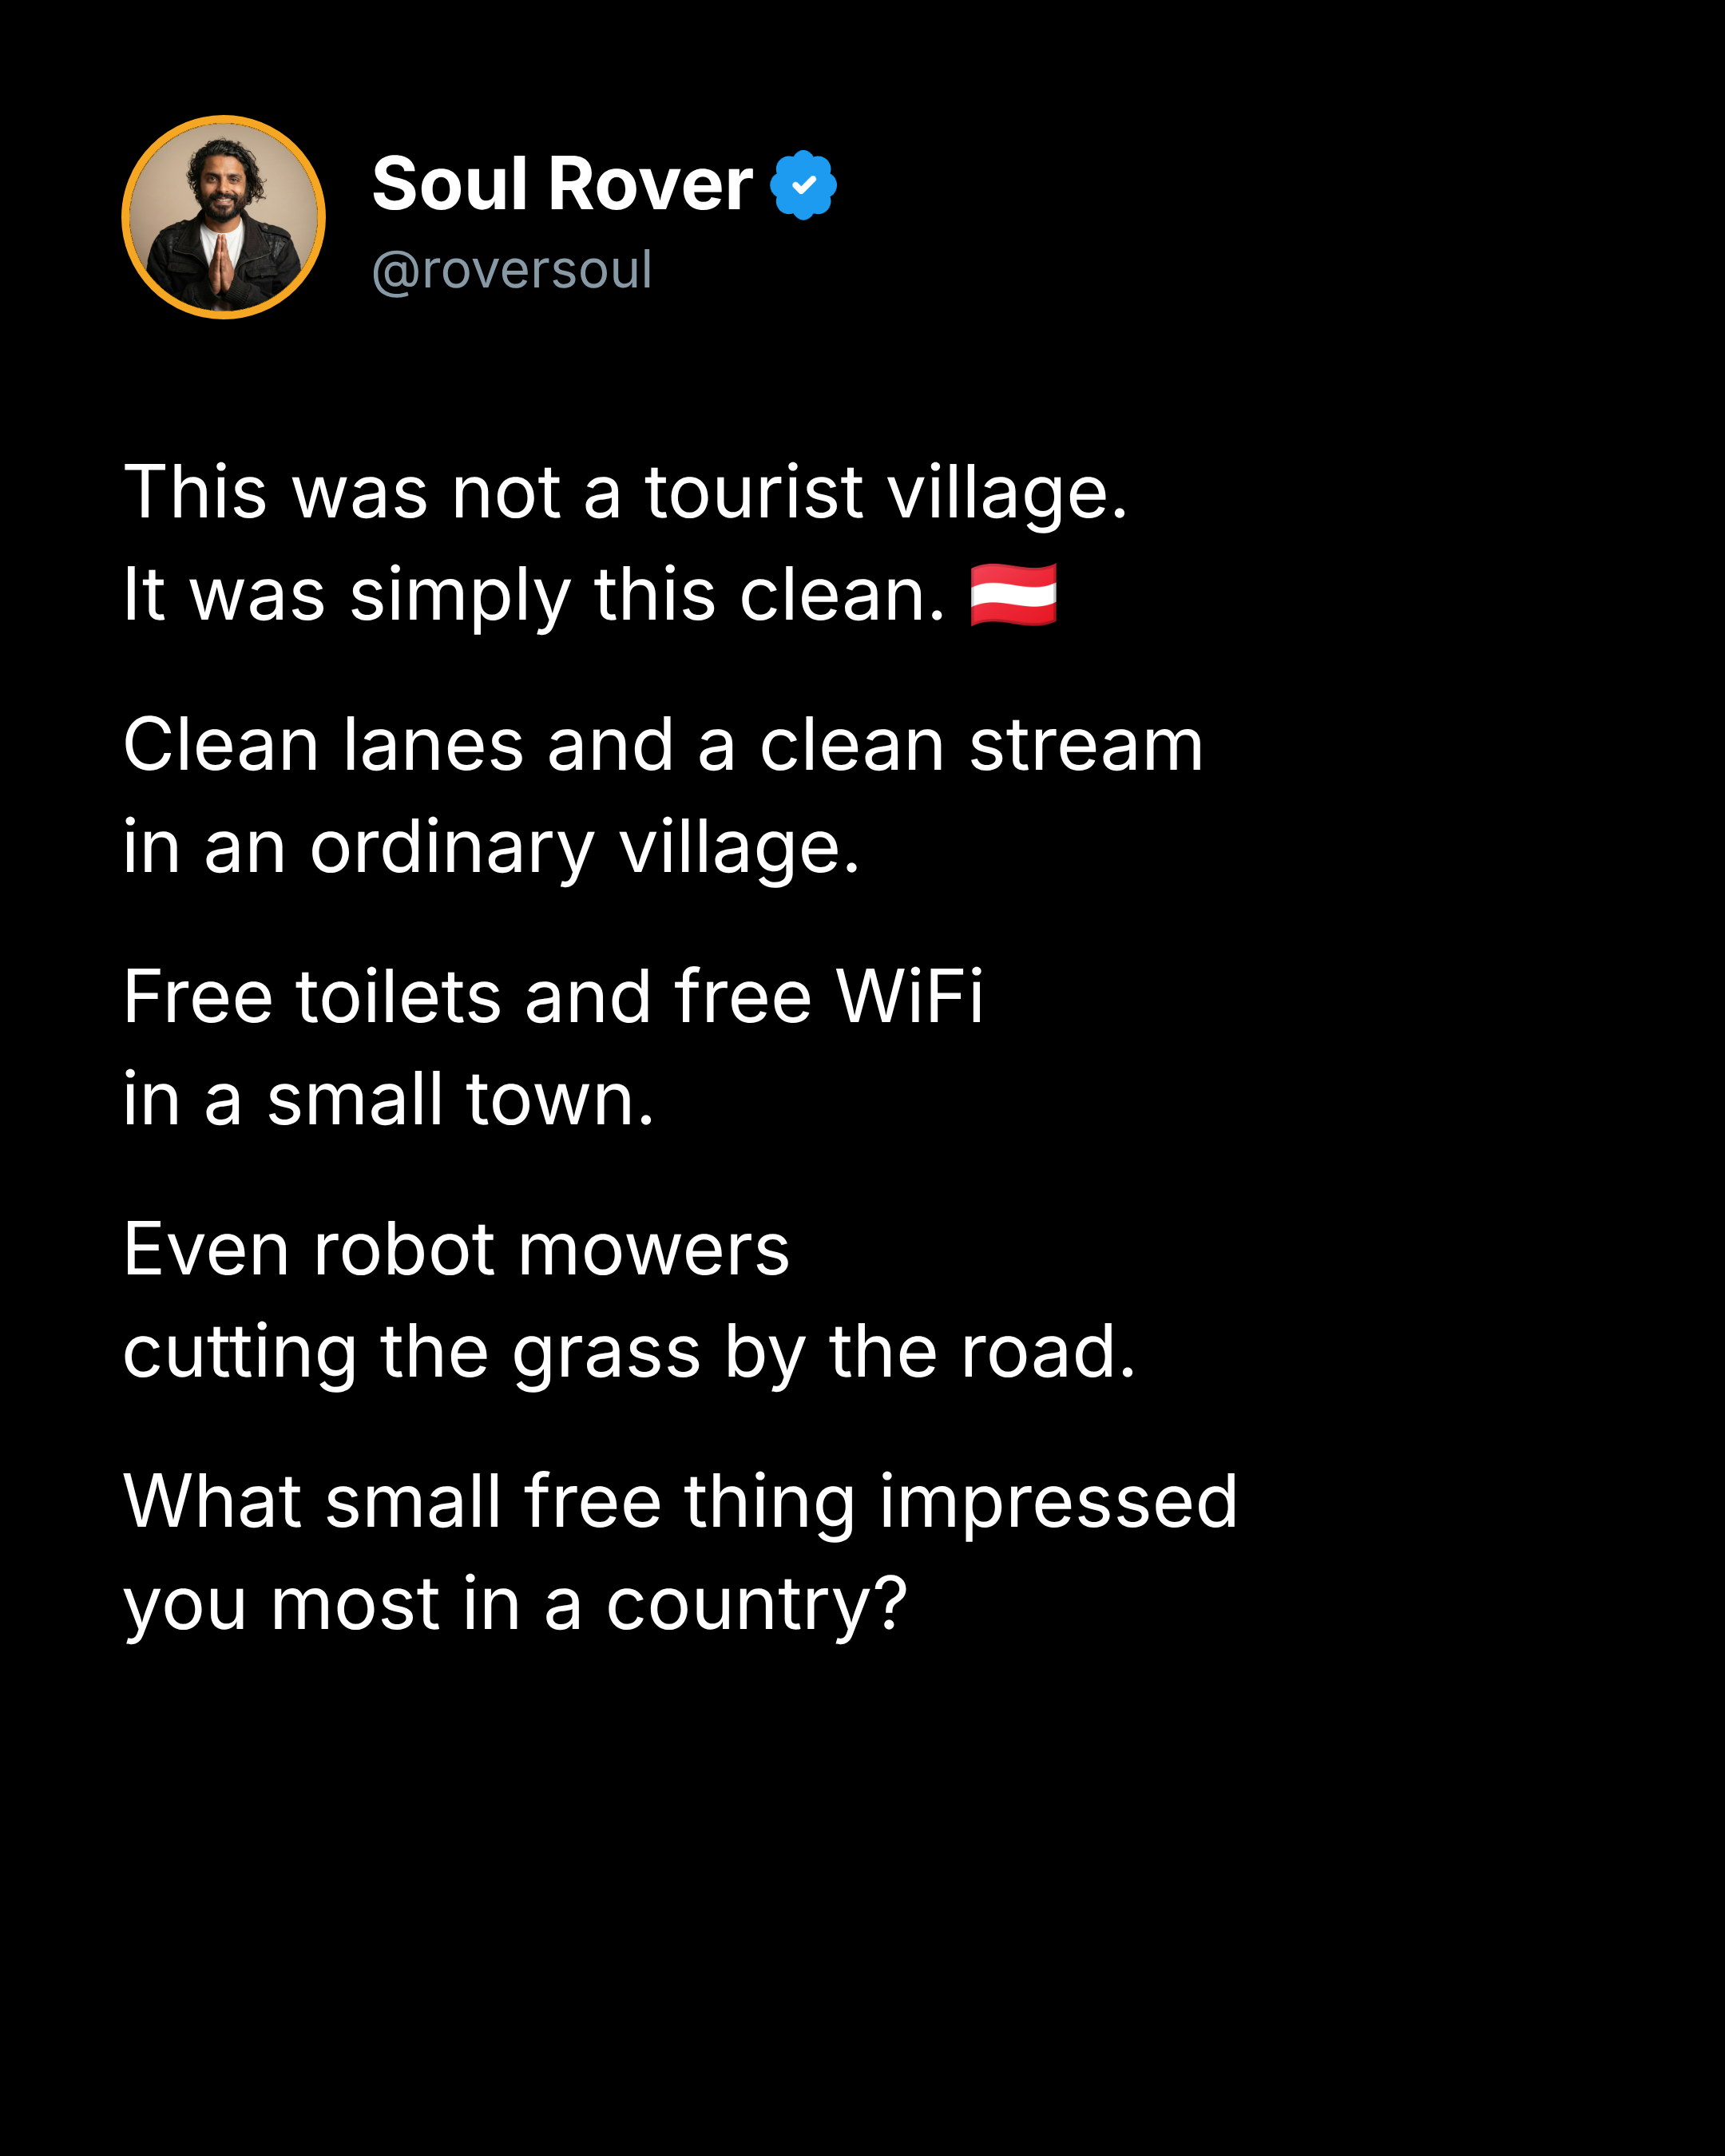 Soul Rover
@roversoul
This was not a tourist village.
It was simply this clean. 🇦🇹
Clean lanes and a clean stream
in an ordinary village.
Free toilets and free WiFi
in a small town.
Even robot mowers
cutting the grass by the road.
What small free thing impressed
you most in a country?